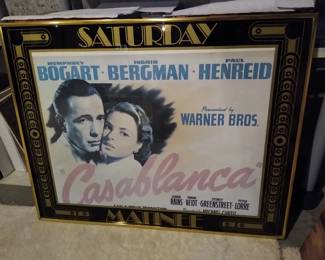 SATURDAY
HUMPHREY INGRID PAUL
BOGART · BERGMAN · HENREID
Presented by
WARNER BROS.
Casablanca
CLAUDE CONRAD SYDNEY PETER
RAINS VEIDT GREENSTREET LORRE
MICHAEL CURTIZ
MATINEE